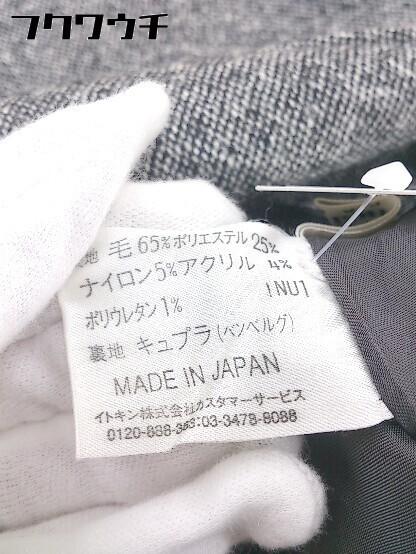 フクワウチ
地 毛 65%ポリエステル 25%
ナイロン5%アクリル 4%
ポリウレタン1% INU1
裏地 キュプラ(ベンベルグ)
MADE IN JAPAN
イトキン株式会社カスタマーサービス
:03-3478-8088